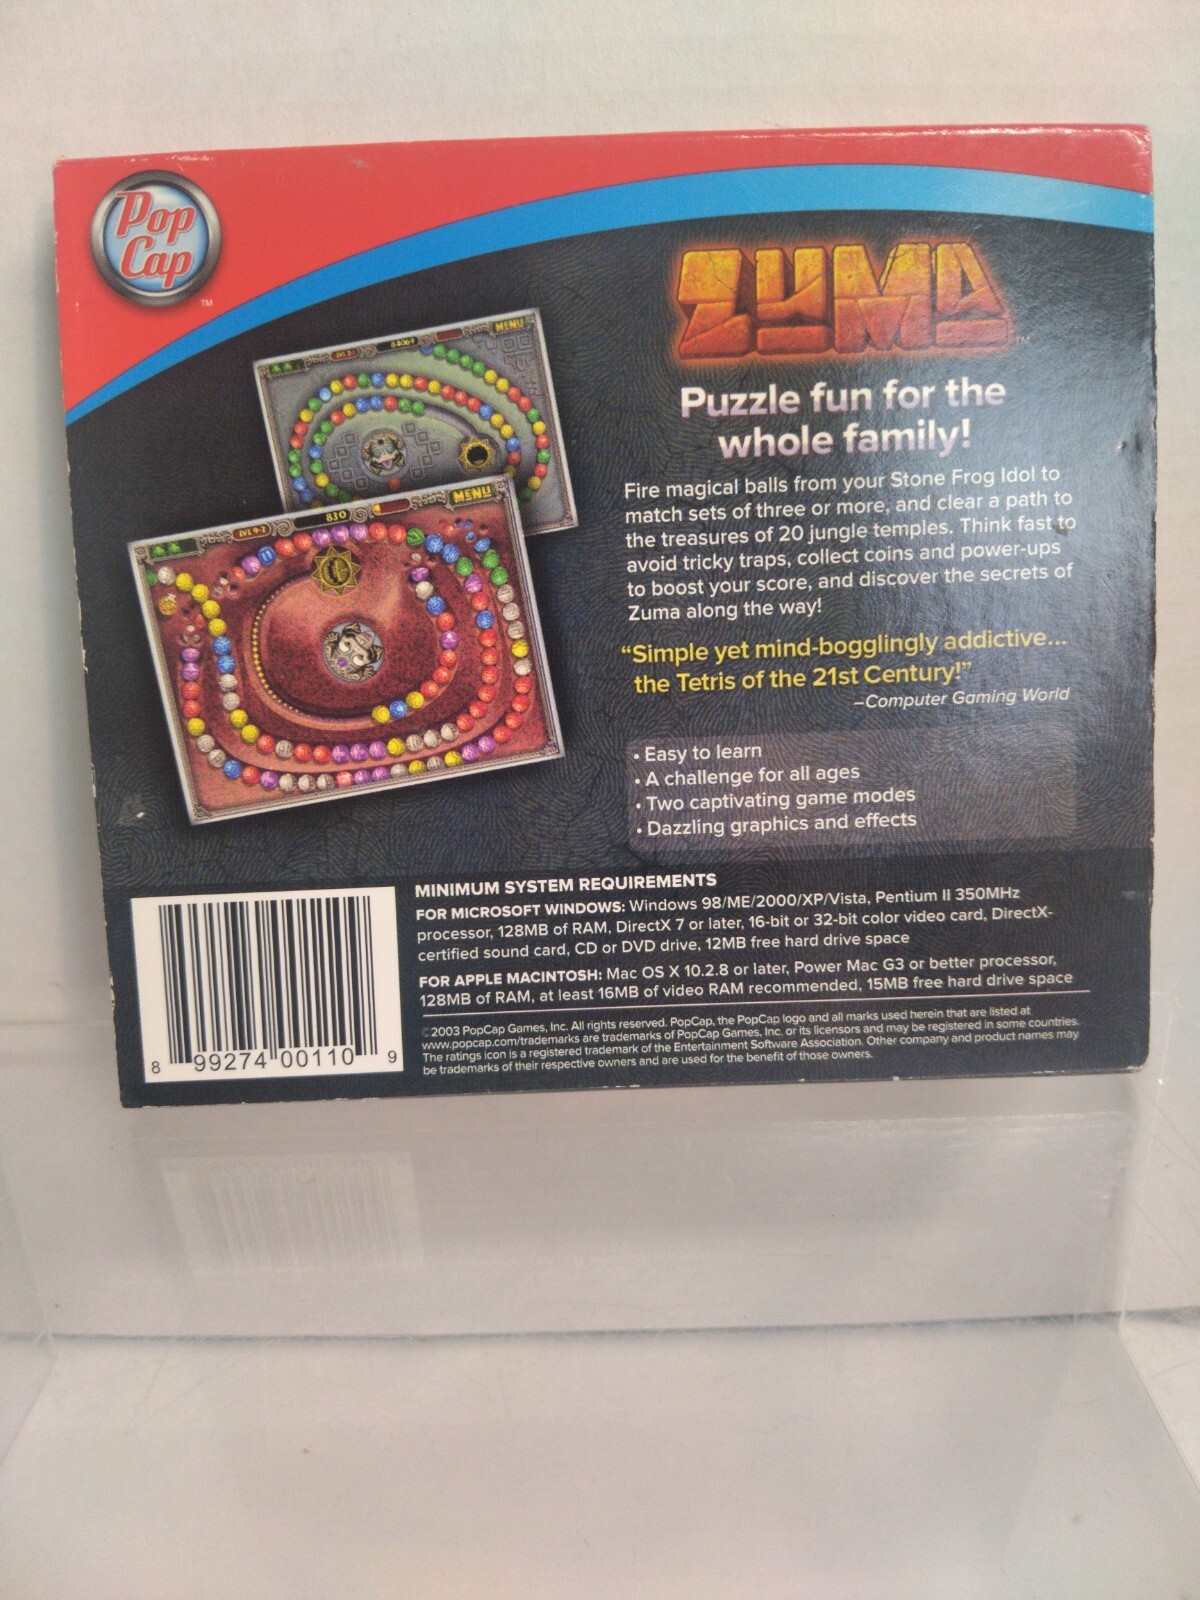 Pop
Cap
TM
ZUMA
TM
MENU
84069
MENU
830
LVL 9-2
Puzzle fun for the
whole family!
Fire magical balls from your Stone Frog Idol to
match sets of three or more, and clear a path to
the treasures of 20 jungle temples. Think fast to
avoid tricky traps, collect coins and power-ups
to boost your score, and discover the secrets of
Zuma along the way!
“Simple yet mind-bogglingly addictive...
the Tetris of the 21st Century!”
–Computer Gaming World
• Easy to learn
• A challenge for all ages
• Two captivating game modes
• Dazzling graphics and effects
MINIMUM SYSTEM REQUIREMENTS
FOR MICROSOFT WINDOWS: Windows 98/ME/2000/XP/Vista, Pentium II 350MHz
processor, 128MB of RAM, DirectX 7 or later, 16-bit or 32-bit color video card, DirectX-
certified sound card, CD or DVD drive, 12MB free hard drive space
FOR APPLE MACINTOSH: Mac OS X 10.2.8 or later, Power Mac G3 or better processor,
128MB of RAM, at least 16MB of video RAM recommended, 15MB free hard drive space
©2003 PopCap Games, Inc. All rights reserved. PopCap, the PopCap logo and all marks used herein that are listed at
www.popcap.com/trademarks are trademarks of PopCap Games, Inc. or its licensors and may be registered in some countries.
The ratings icon is a registered trademark of the Entertainment Software Association. Other company and product names may
be trademarks of their respective owners and are used for the benefit of those owners.
8 99274 00110 9